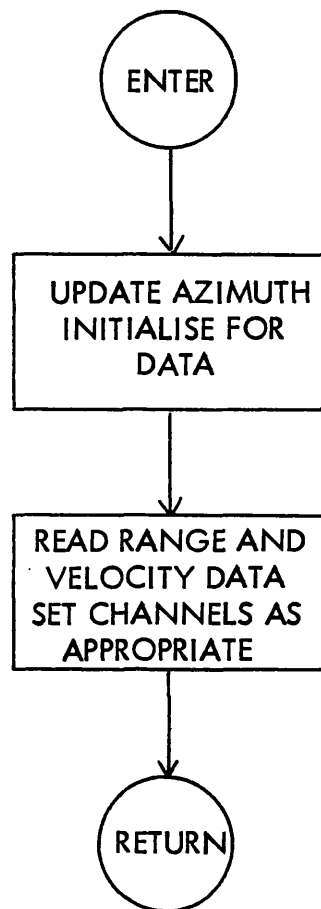 ENTER
UPDATE AZIMUTH
INITIALISE FOR
DATA
READ RANGE AND
VELOCITY DATA
SET CHANNELS AS
APPROPRIATE
RETURN